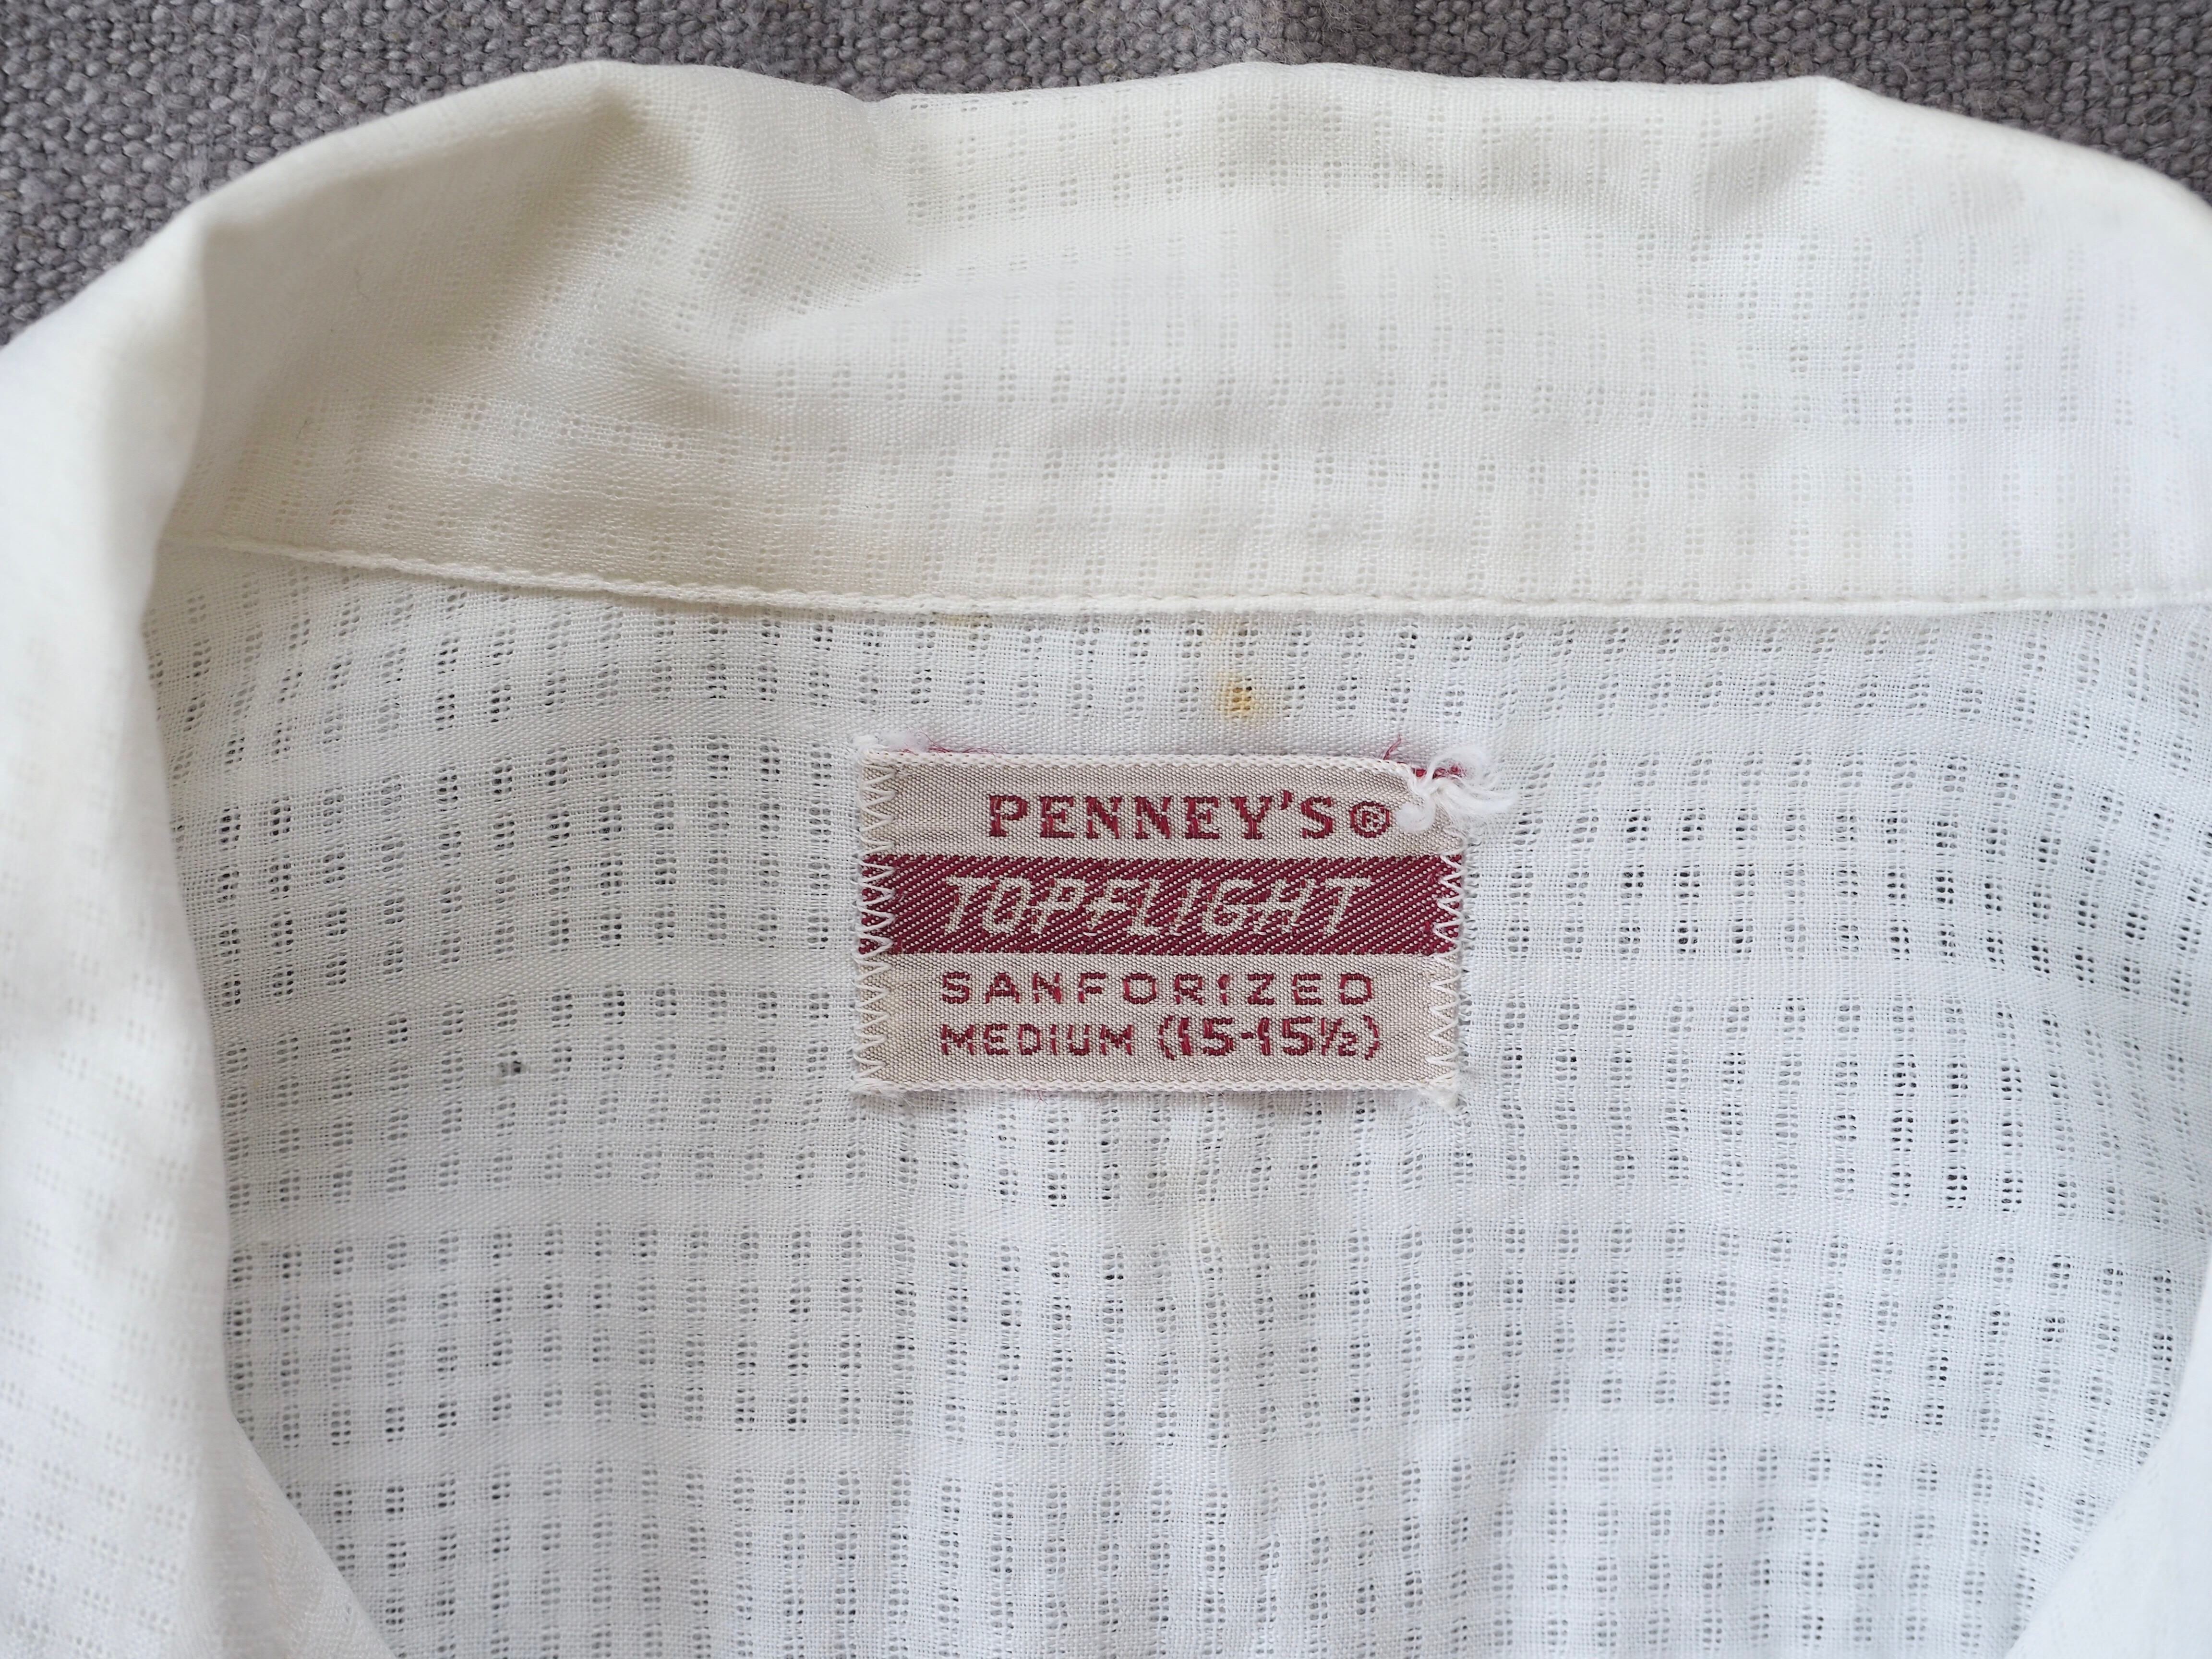 PENNEY'S®
TOPFLIGHT
SANFORIZED
MEDIUM (15-15½)